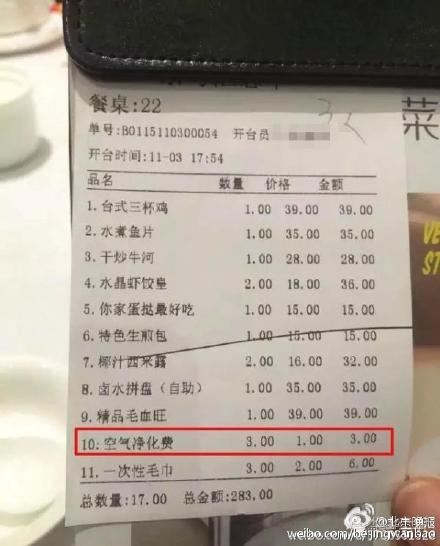 餐桌:22
单号:B0115110300054 开台员
开台时间:11-03 17:54
品名 数量 价格 金额
1. 台式三杯鸡 1.00 39.00 39.00
2. 水煮鱼片 1.00 35.00 35.00
3. 干炒牛河 1.00 28.00 28.00
4. 水晶虾饺皇 2.00 18.00 36.00
5. 你家蛋挞最好吃 1.00 15.00 15.00
6. 特色生煎包 1.00 15.00 15.00
7. 椰汁西米露 2.00 16.00 32.00
8. 卤水拼盘（自助） 1.00 35.00 35.00
9. 精品毛血旺 1.00 39.00 39.00
10:空气净化费 3.00 1.00 3.00
11. 一次性毛巾 3.00 2.00 6.00
总数量:17.00 总金额:283.00
菜
VE
ST
@北京晚报
weibo.com/beijingwanbao